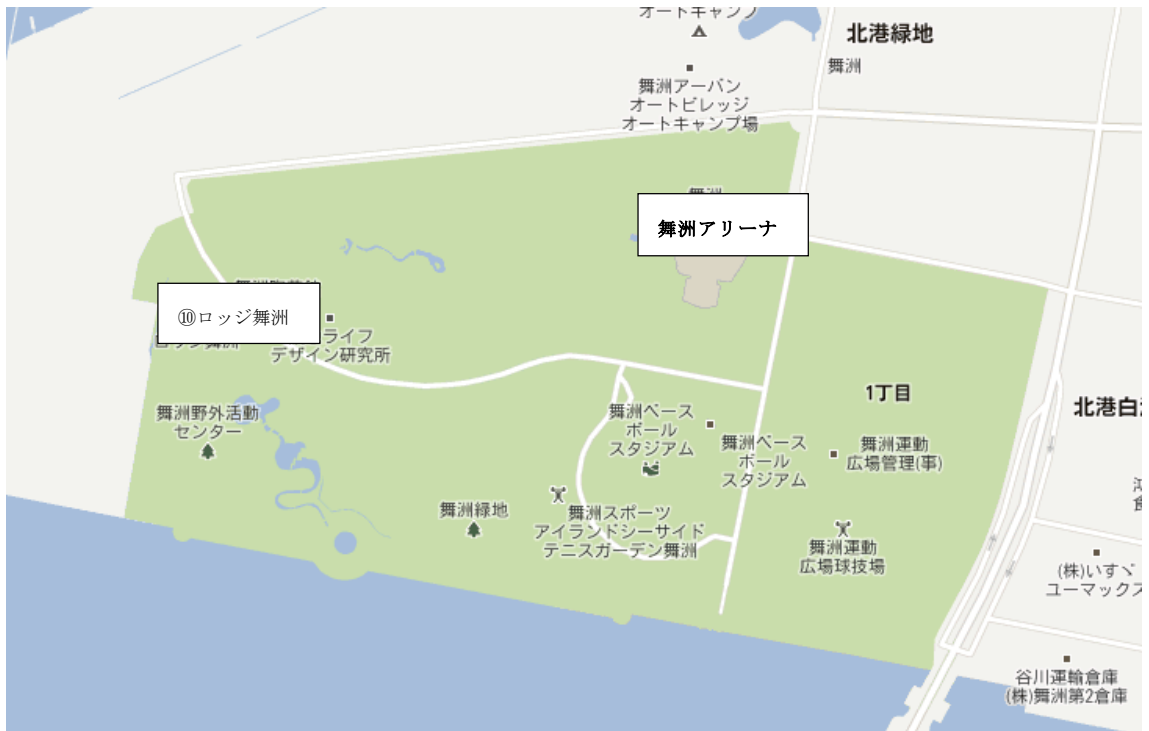 オートキャンプ
北港緑地
舞洲
舞洲アーバン
オートビレッジ
オートキャンプ場
舞洲
舞洲アリーナ
⑩ロッジ舞洲
ロッジ舞洲
ライフ
デザイン研究所
1丁目
北港白
舞洲野外活動
センター
舞洲ベース
ボール
スタジアム
舞洲ベース
ボール
スタジアム
舞洲運動
広場管理(事)
舞洲緑地
舞洲スポーツ
アイランドシーサイド
テニスガーデン舞洲
舞洲運動
広場球技場
(株)いすゞ
ユーマックス
谷川運輸倉庫
(株)舞洲第2倉庫